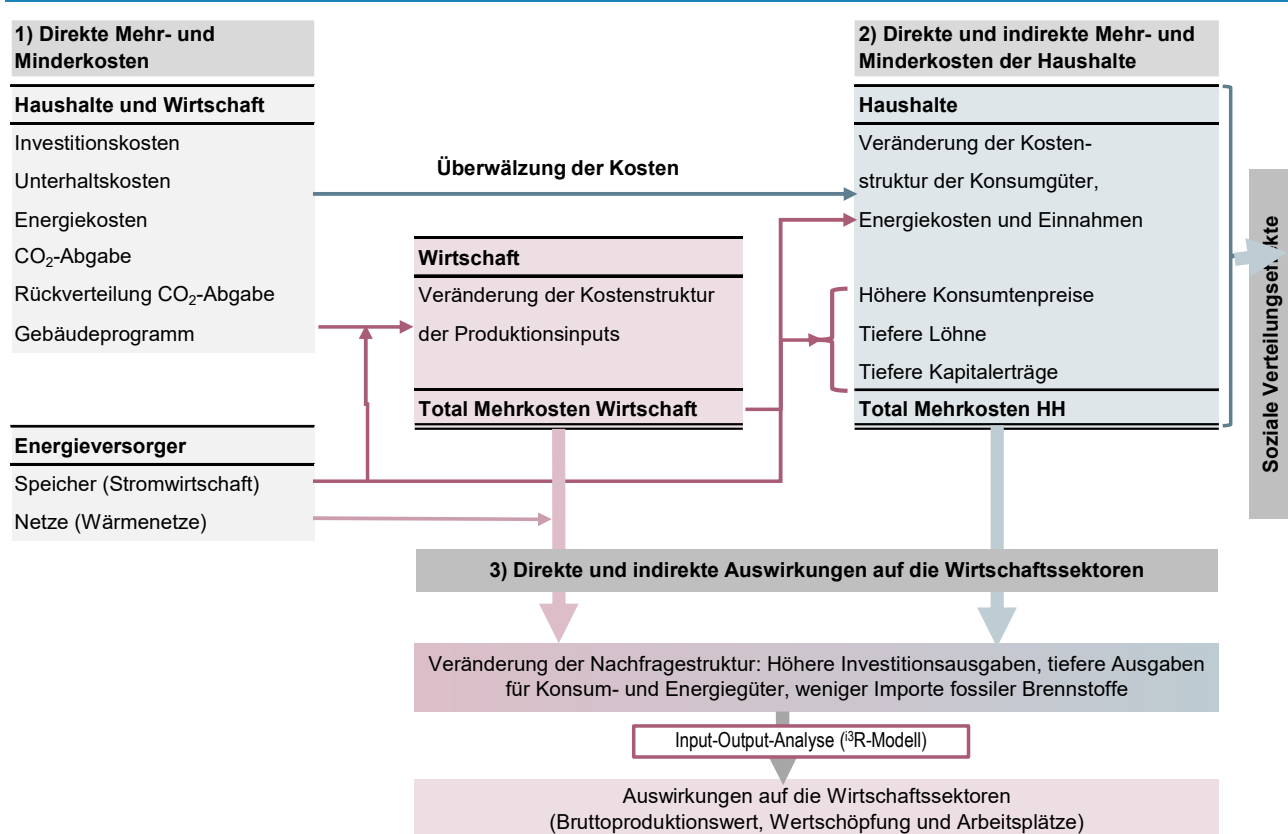 1) Direkte Mehr- und
Minderkosten
Haushalte und Wirtschaft
Investitionskosten
Unterhaltskosten
Energiekosten
CO₂-Abgabe
Rückverteilung CO₂-Abgabe
Gebäudeprogramm
Energieversorger
Speicher (Stromwirtschaft)
Netze (Wärmenetze)
Überwälzung der Kosten
Wirtschaft
Veränderung der Kostenstruktur
der Produktionsinputs
Total Mehrkosten Wirtschaft
2) Direkte und indirekte Mehr- und
Minderkosten der Haushalte
Haushalte
Veränderung der Kosten-
struktur der Konsumgüter,
Energiekosten und Einnahmen
Höhere Konsumtenpreise
Tiefere Löhne
Tiefere Kapitalerträge
Total Mehrkosten HH
Soziale Verteilungseffekte
3) Direkte und indirekte Auswirkungen auf die Wirtschaftssektoren
Veränderung der Nachfragestruktur: Höhere Investitionsausgaben, tiefere Ausgaben
für Konsum- und Energiegüter, weniger Importe fossiler Brennstoffe
Input-Output-Analyse (ⁱ³R-Modell)
Auswirkungen auf die Wirtschaftssektoren
(Bruttoproduktionswert, Wertschöpfung und Arbeitsplätze)